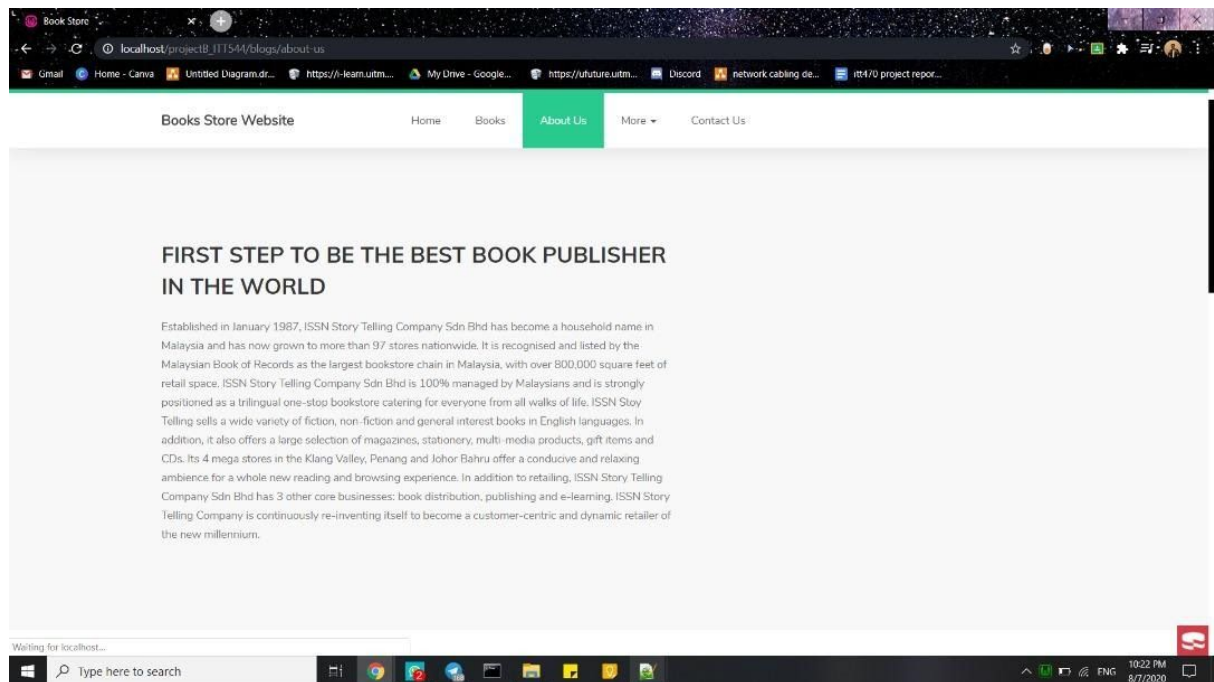 Book Store
localhost/projectB_ITT544/blogs/about-us
Gmail Home - Canva Untitled Diagram.dr... https://i-learn.uitm.... My Drive - Google... https://ufuture.uitm... Discord network cabling de... itt470 project repor...
Books Store Website Home Books About Us More Contact Us
FIRST STEP TO BE THE BEST BOOK PUBLISHER
IN THE WORLD
Established in January 1987, ISSN Story Telling Company Sdn Bhd has become a household name in
Malaysia and has now grown to more than 97 stores nationwide. It is recognised and listed by the
Malaysian Book of Records as the largest bookstore chain in Malaysia, with over 800,000 square feet of
retail space. ISSN Story Telling Company Sdn Bhd is 100% managed by Malaysians and is strongly
positioned as a trilingual one-stop bookstore catering for everyone from all walks of life. ISSN Stoy
Telling sells a wide variety of fiction, non-fiction and general interest books in English languages. In
addition, it also offers a large selection of magazines, stationery, multi-media products, gift items and
CDs. Its 4 mega stores in the Klang Valley, Penang and Johor Bahru offer a conducive and relaxing
ambience for a whole new reading and browsing experience. In addition to retailing, ISSN Story Telling
Company Sdn Bhd has 3 other core businesses: book distribution, publishing and e-learning. ISSN Story
Telling Company is continuously re-inventing itself to become a customer-centric and dynamic retailer of
the new millennium.
Waiting for localhost...
Type here to search
ENG
10:22 PM
8/7/2020